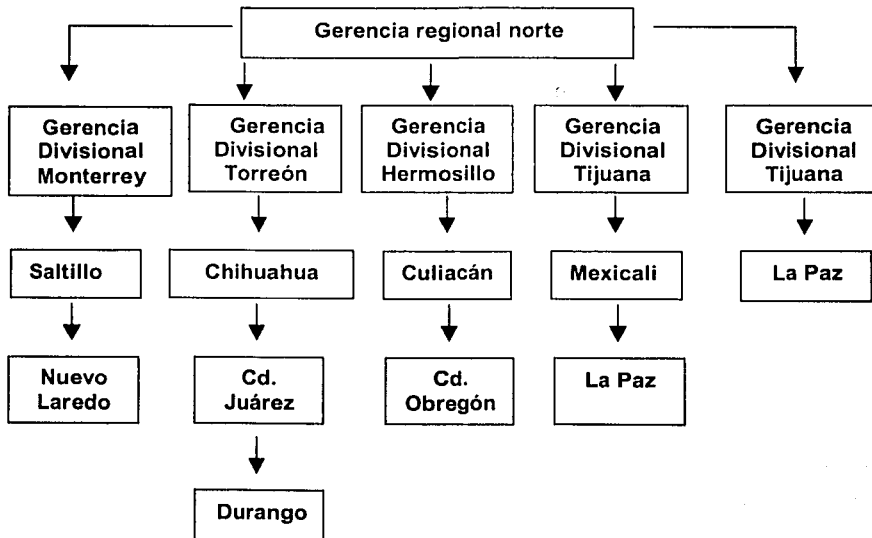 Gerencia regional norte
Gerencia
Divisional
Monterrey
Gerencia
Divisional
Torreón
Gerencia
Divisional
Hermosillo
Gerencia
Divisional
Tijuana
Gerencia
Divisional
Tijuana
Saltillo
Chihuahua
Culiacán
Mexicali
La Paz
Nuevo
Laredo
Cd.
Juárez
Cd.
Obregón
La Paz
Durango